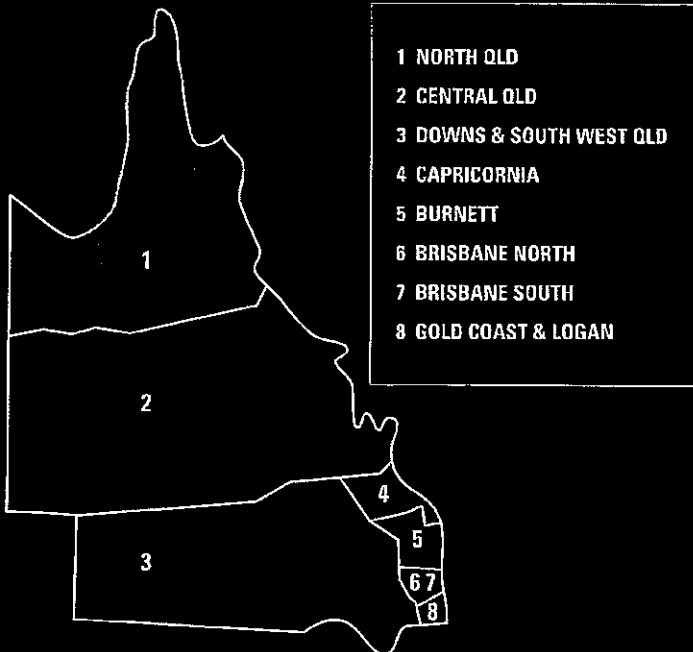 1 NORTH QLD
2 CENTRAL QLD
3 DOWNS & SOUTH WEST QLD
4 CAPRICORNIA
5 BURNETT
6 BRISBANE NORTH
7 BRISBANE SOUTH
8 GOLD COAST & LOGAN
1
2
4
5
3
6 7
8